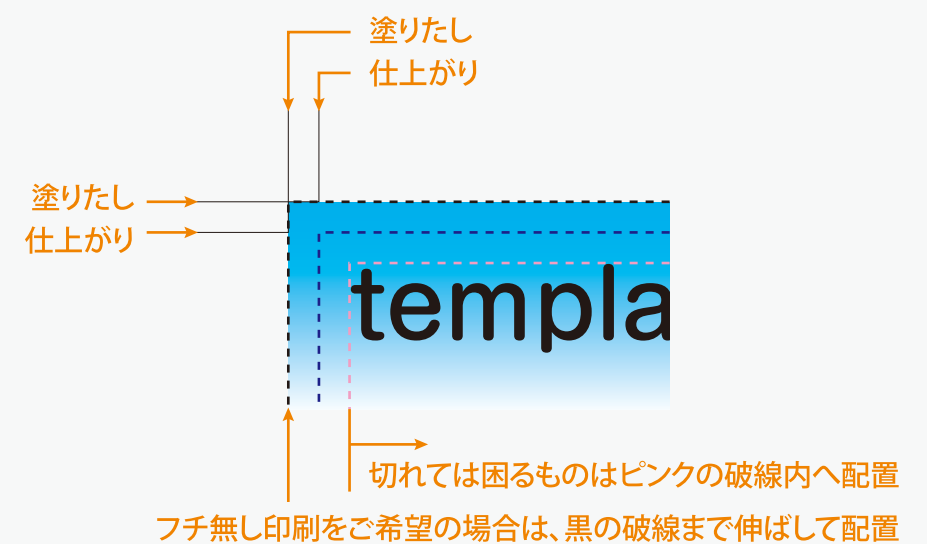 塗りたし
仕上がり
塗りたし
仕上がり
templa
切れては困るものはピンクの破線内へ配置
フチ無し印刷をご希望の場合は、黒の破線まで伸ばして配置